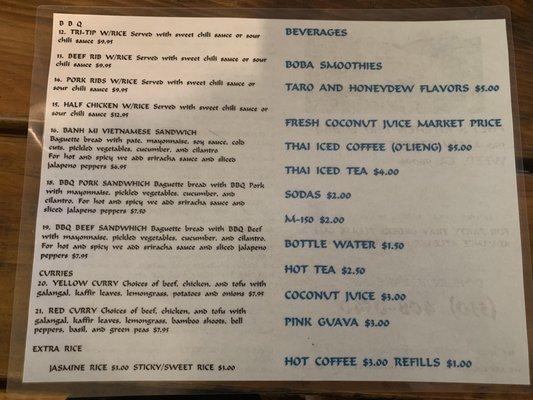 B B Q
12. TRI-TIP W/RICE Served with sweet chili sauce or sour
chili sauce $9.95
13. BEEF RIB W/RICE Served with sweet chili sauce or sour
chili sauce $9.95
14. PORK RIBS W/RICE Served with sweet chili sauce or
sour chili sauce $9.95
15. HALF CHICKEN W/RICE Served with sweet chili sauce or
sour chili sauce $12.95
16. BANH MI VIETNAMESE SANDWICH
Baguette bread with pate, mayonnaise, soy sauce, cold
cuts, pickled vegetables, cucumber, and cilantro
For hot and spicy we add sriracha sauce and sliced
jalapeno peppers $6.95
18. BBQ PORK SANDWHICH Baguette bread with BBQ Pork
with mayonnaise, pickled vegetables, cucumber, and
cilantro. For hot and spicy we add sriracha sauce and
sliced jalapeno peppers $7.50
19. BBQ BEEF SANDWICH Baguette bread with BBQ Beef
with mayonnaise, pickled vegetables, cucumber, and cilantro.
For hot and spicy we add sriracha sauce and sliced jalapeno
peppers $7.95
CURRIES
20. YELLOW CURRY Choices of beef, chicken, and tofu with
galangal, kaffir leaves, lemongrass, potatoes and onions $7.95
21. RED CURRY Choices of beef, chicken, and tofu with
galangal, kaffir leaves, lemongrass, bamboo shoots, bell
peppers, basil, and green peas $7.95
EXTRA RICE
JASMINE RICE $1.00 STICKY/SWEET RICE $1.00
BEVERAGES
BOBA SMOOTHIES
TARO AND HONEYDEW FLAVORS $5.00
FRESH COCONUT JUICE MARKET PRICE
THAI ICED COFFEE (O'LIENG) $5.00
THAI ICED TEA $4.00
SODAS $2.00
M-150 $2.00
BOTTLE WATER $1.50
HOT TEA $2.50
COCONUT JUICE $3.00
PINK GUAVA $3.00
HOT COFFEE $3.00 REFILLS $1.00